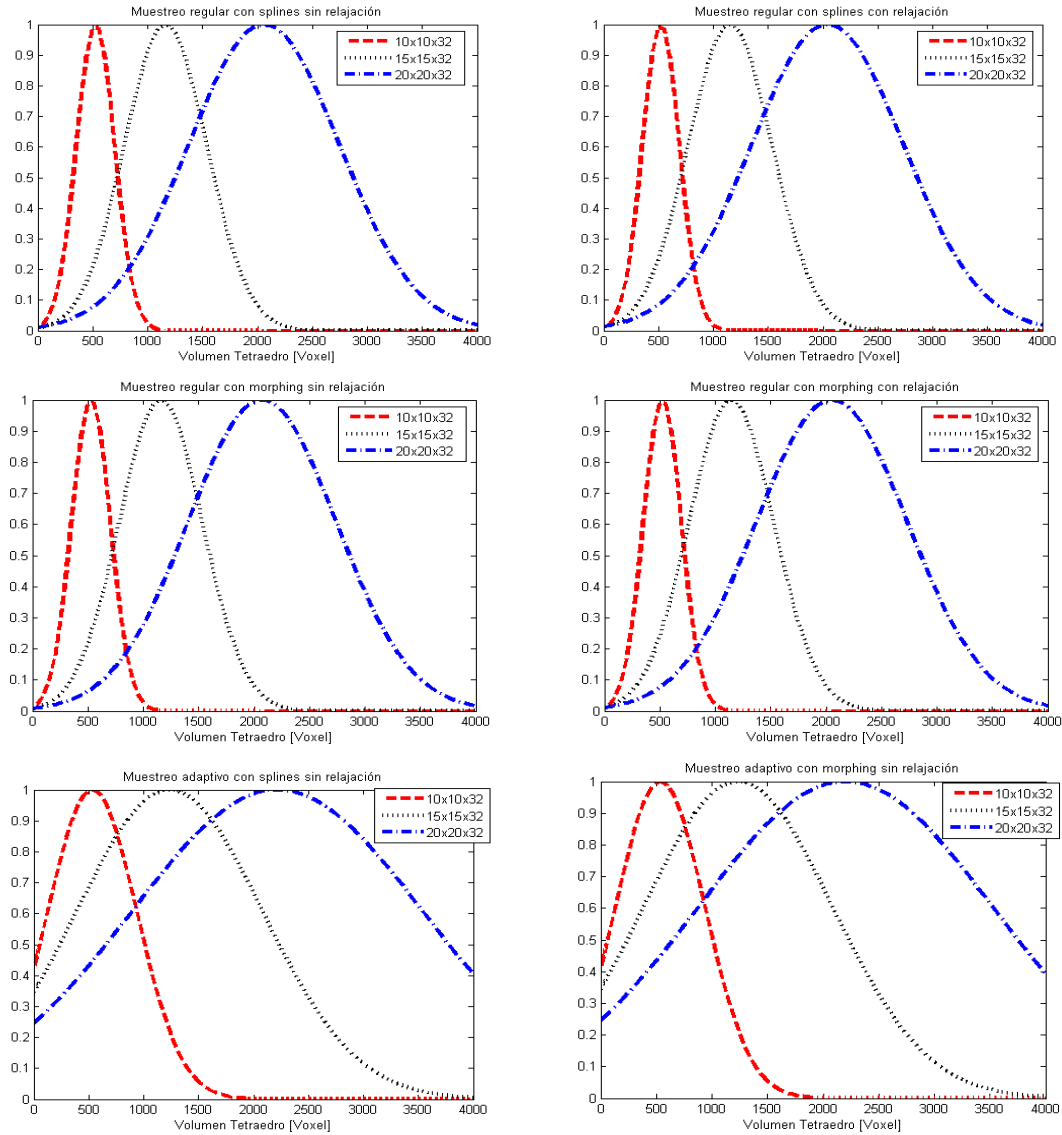 Muestreo regular con splines sin relajación
1
0.9
0.8
0.7
0.6
0.5
0.4
0.3
0.2
0.1
0
0 500 1000 1500 2000 2500 3000 3500 4000
Volumen Tetraedro [Voxel]
10x10x32
15x15x32
20x20x32
Muestreo regular con splines con relajación
1
0.9
0.8
0.7
0.6
0.5
0.4
0.3
0.2
0.1
0
0 500 1000 1500 2000 2500 3000 3500 4000
Volumen Tetraedro [Voxel]
10x10x32
15x15x32
20x20x32
Muestreo regular con morphing sin relajación
1
0.9
0.8
0.7
0.6
0.5
0.4
0.3
0.2
0.1
0
0 500 1000 1500 2000 2500 3000 3500 4000
Volumen Tetraedro [Voxel]
10x10x32
15x15x32
20x20x32
Muestreo regular con morphing con relajación
1
0.9
0.8
0.7
0.6
0.5
0.4
0.3
0.2
0.1
0
0 500 1000 1500 2000 2500 3000 3500 4000
Volumen Tetraedro [Voxel]
10x10x32
15x15x32
20x20x32
Muestreo adaptivo con splines sin relajación
1
0.9
0.8
0.7
0.6
0.5
0.4
0.3
0.2
0.1
0
0 500 1000 1500 2000 2500 3000 3500 4000
Volumen Tetraedro [Voxel]
10x10x32
15x15x32
20x20x32
Muestreo adaptivo con morphing sin relajación
1
0.9
0.8
0.7
0.6
0.5
0.4
0.3
0.2
0.1
0
0 500 1000 1500 2000 2500 3000 3500 4000
Volumen Tetraedro [Voxel]
10x10x32
15x15x32
20x20x32